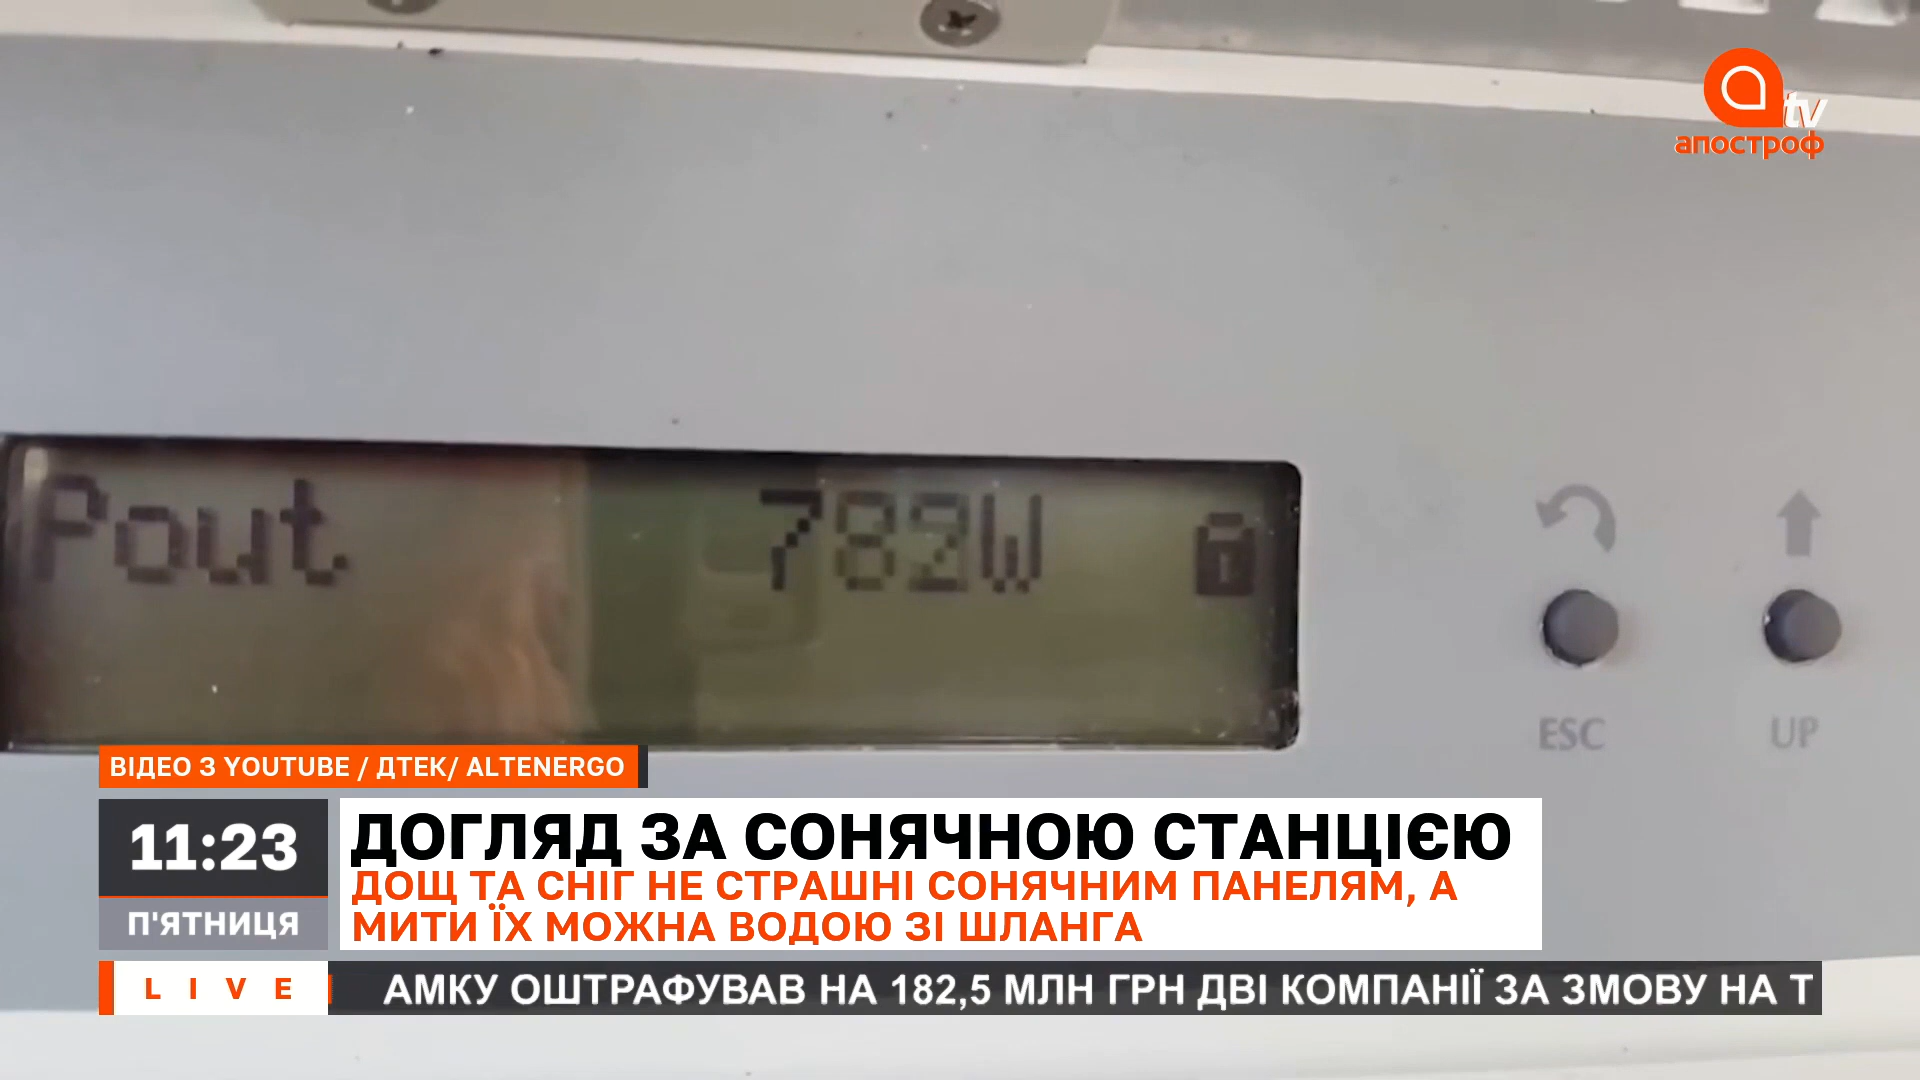 tv
апостроф
Pout 782W
ESC UP
ВІДЕО З YOUTUBE / ДТЕК/ ALTENERGO
11:23
П'ЯТНИЦЯ
ДОГЛЯД ЗА СОНЯЧНОЮ СТАНЦІЄЮ
ДОЩ ТА СНІГ НЕ СТРАШНІ СОНЯЧНИМ ПАНЕЛЯМ, А
МИТИ ЇХ МОЖНА ВОДОЮ ЗІ ШЛАНГА
LIVE
АМКУ ОШТРАФУВАВ НА 182,5 МЛН ГРН ДВІ КОМПАНІЇ ЗА ЗМОВУ НА Т